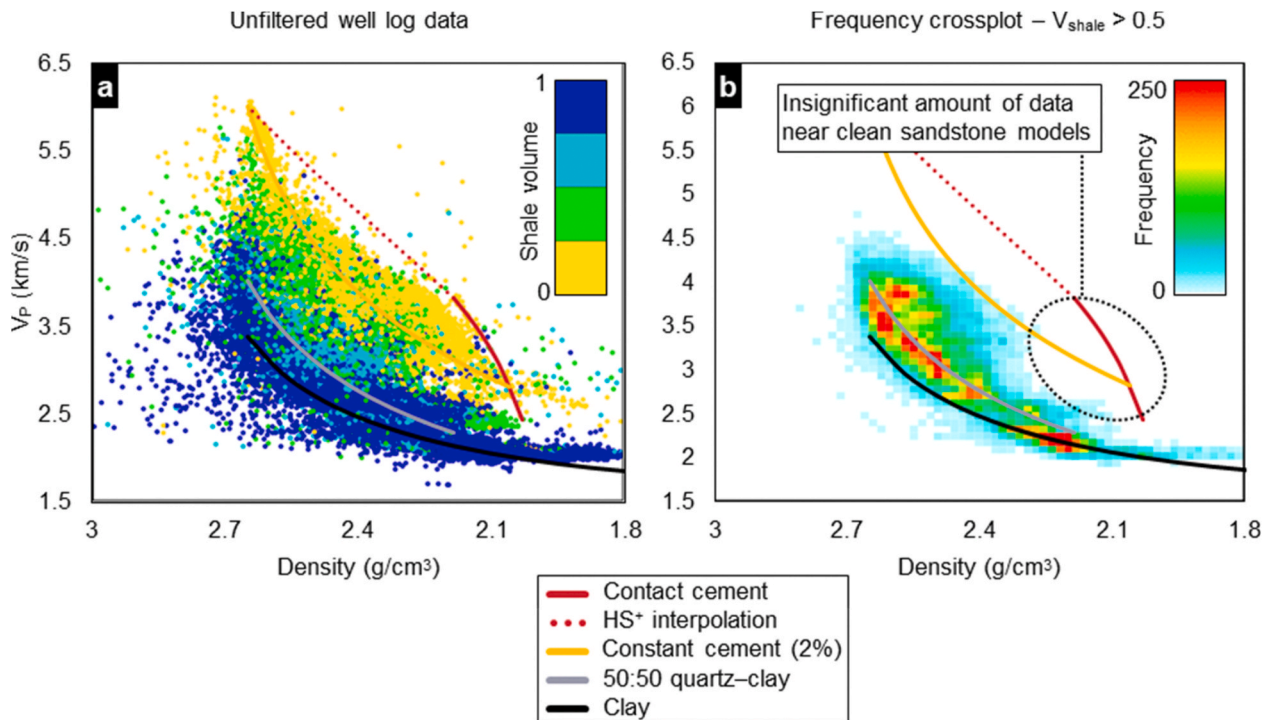 Unfiltered well log data
Frequency crossplot – Vshale > 0.5
a
6.5
5.5
4.5
3.5
2.5
1.5
VP (km/s)
3
2.7
2.4
2.1
1.8
Density (g/cm³)
1
Shale volume
0
b
6.5
6
5.5
5
4.5
4
3.5
3
2.5
2
1.5
Insignificant amount of data
near clean sandstone models
250
Frequency
0
3
2.7
2.4
2.1
1.8
Density (g/cm³)
Contact cement
HS⁺ interpolation
Constant cement (2%)
50:50 quartz–clay
Clay